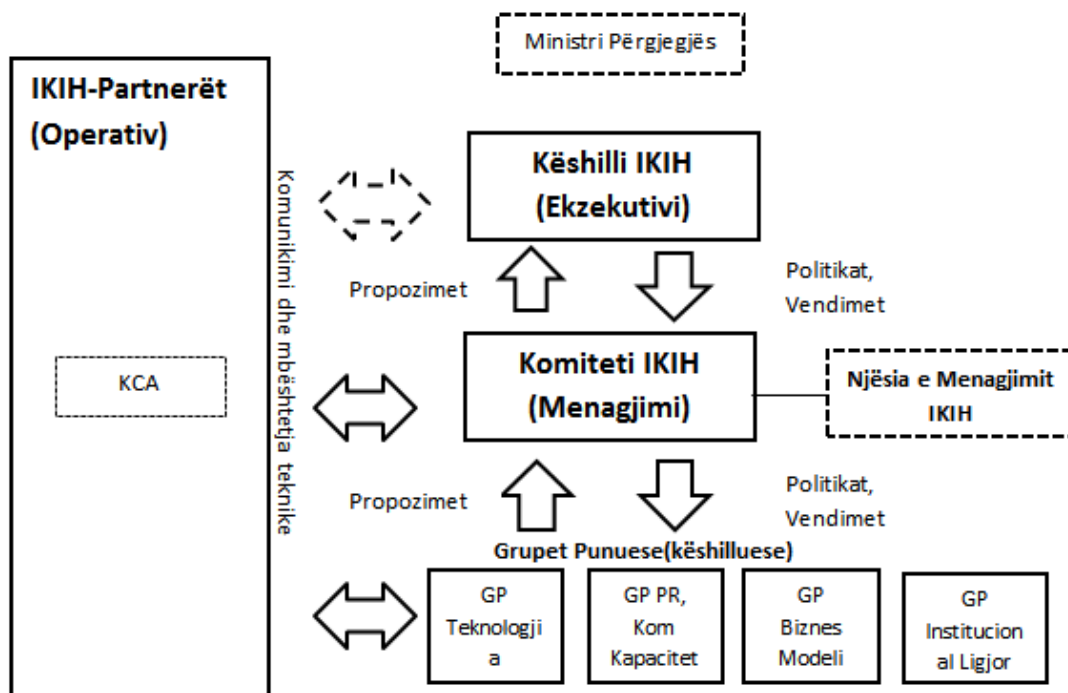 Ministri Përgjegjës
IKIH-Partnerët
(Operativ)
KCA
Komunikimi dhe mbështetja teknike
Këshilli IKIH
(Ekzekutivi)
Propozimet
Politikat,
Vendimet
Komiteti IKIH
(Menagjimi)
Njësia e Menagjimit
IKIH
Propozimet
Politikat,
Vendimet
Grupet Punuese(këshilluese)
GP
Teknologji
a
GP PR,
Kom
Kapacitet
GP
Biznes
Modeli
GP
Institucion
al Ligjor